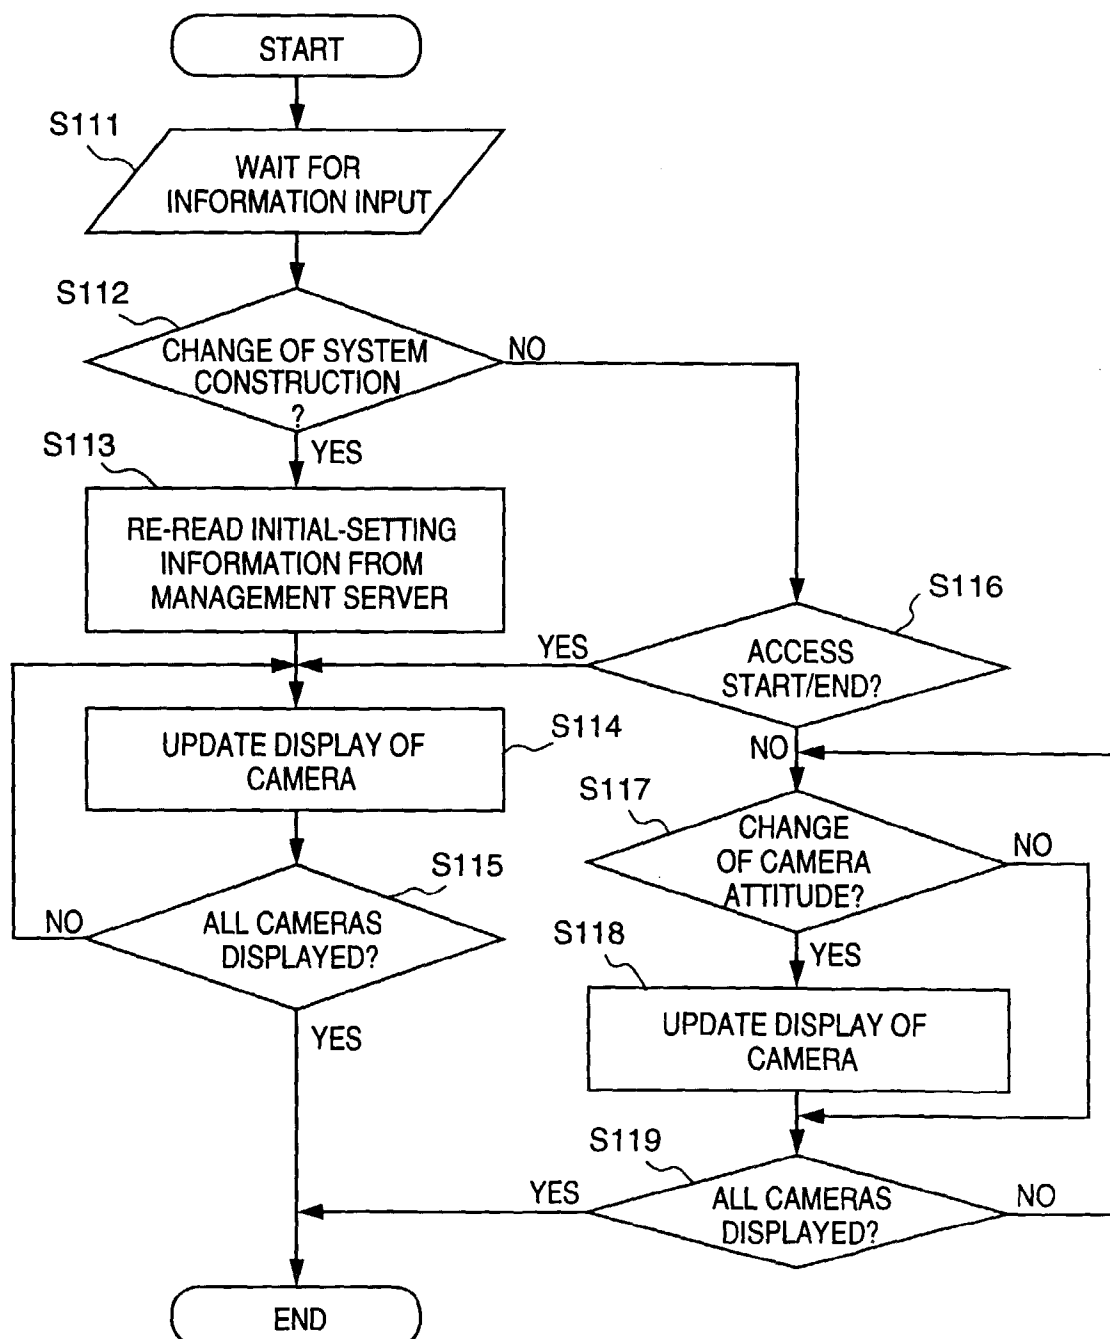 START
S111
WAIT FOR
INFORMATION INPUT
S112
CHANGE OF SYSTEM
CONSTRUCTION
?
NO
YES
S113
RE-READ INITIAL-SETTING
INFORMATION FROM
MANAGEMENT SERVER
S116
ACCESS
START/END?
YES
NO
S114
UPDATE DISPLAY OF
CAMERA
S117
CHANGE
OF CAMERA
ATTITUDE?
NO
YES
S115
ALL CAMERAS
DISPLAYED?
NO
YES
S118
UPDATE DISPLAY OF
CAMERA
S119
ALL CAMERAS
DISPLAYED?
YES
NO
END